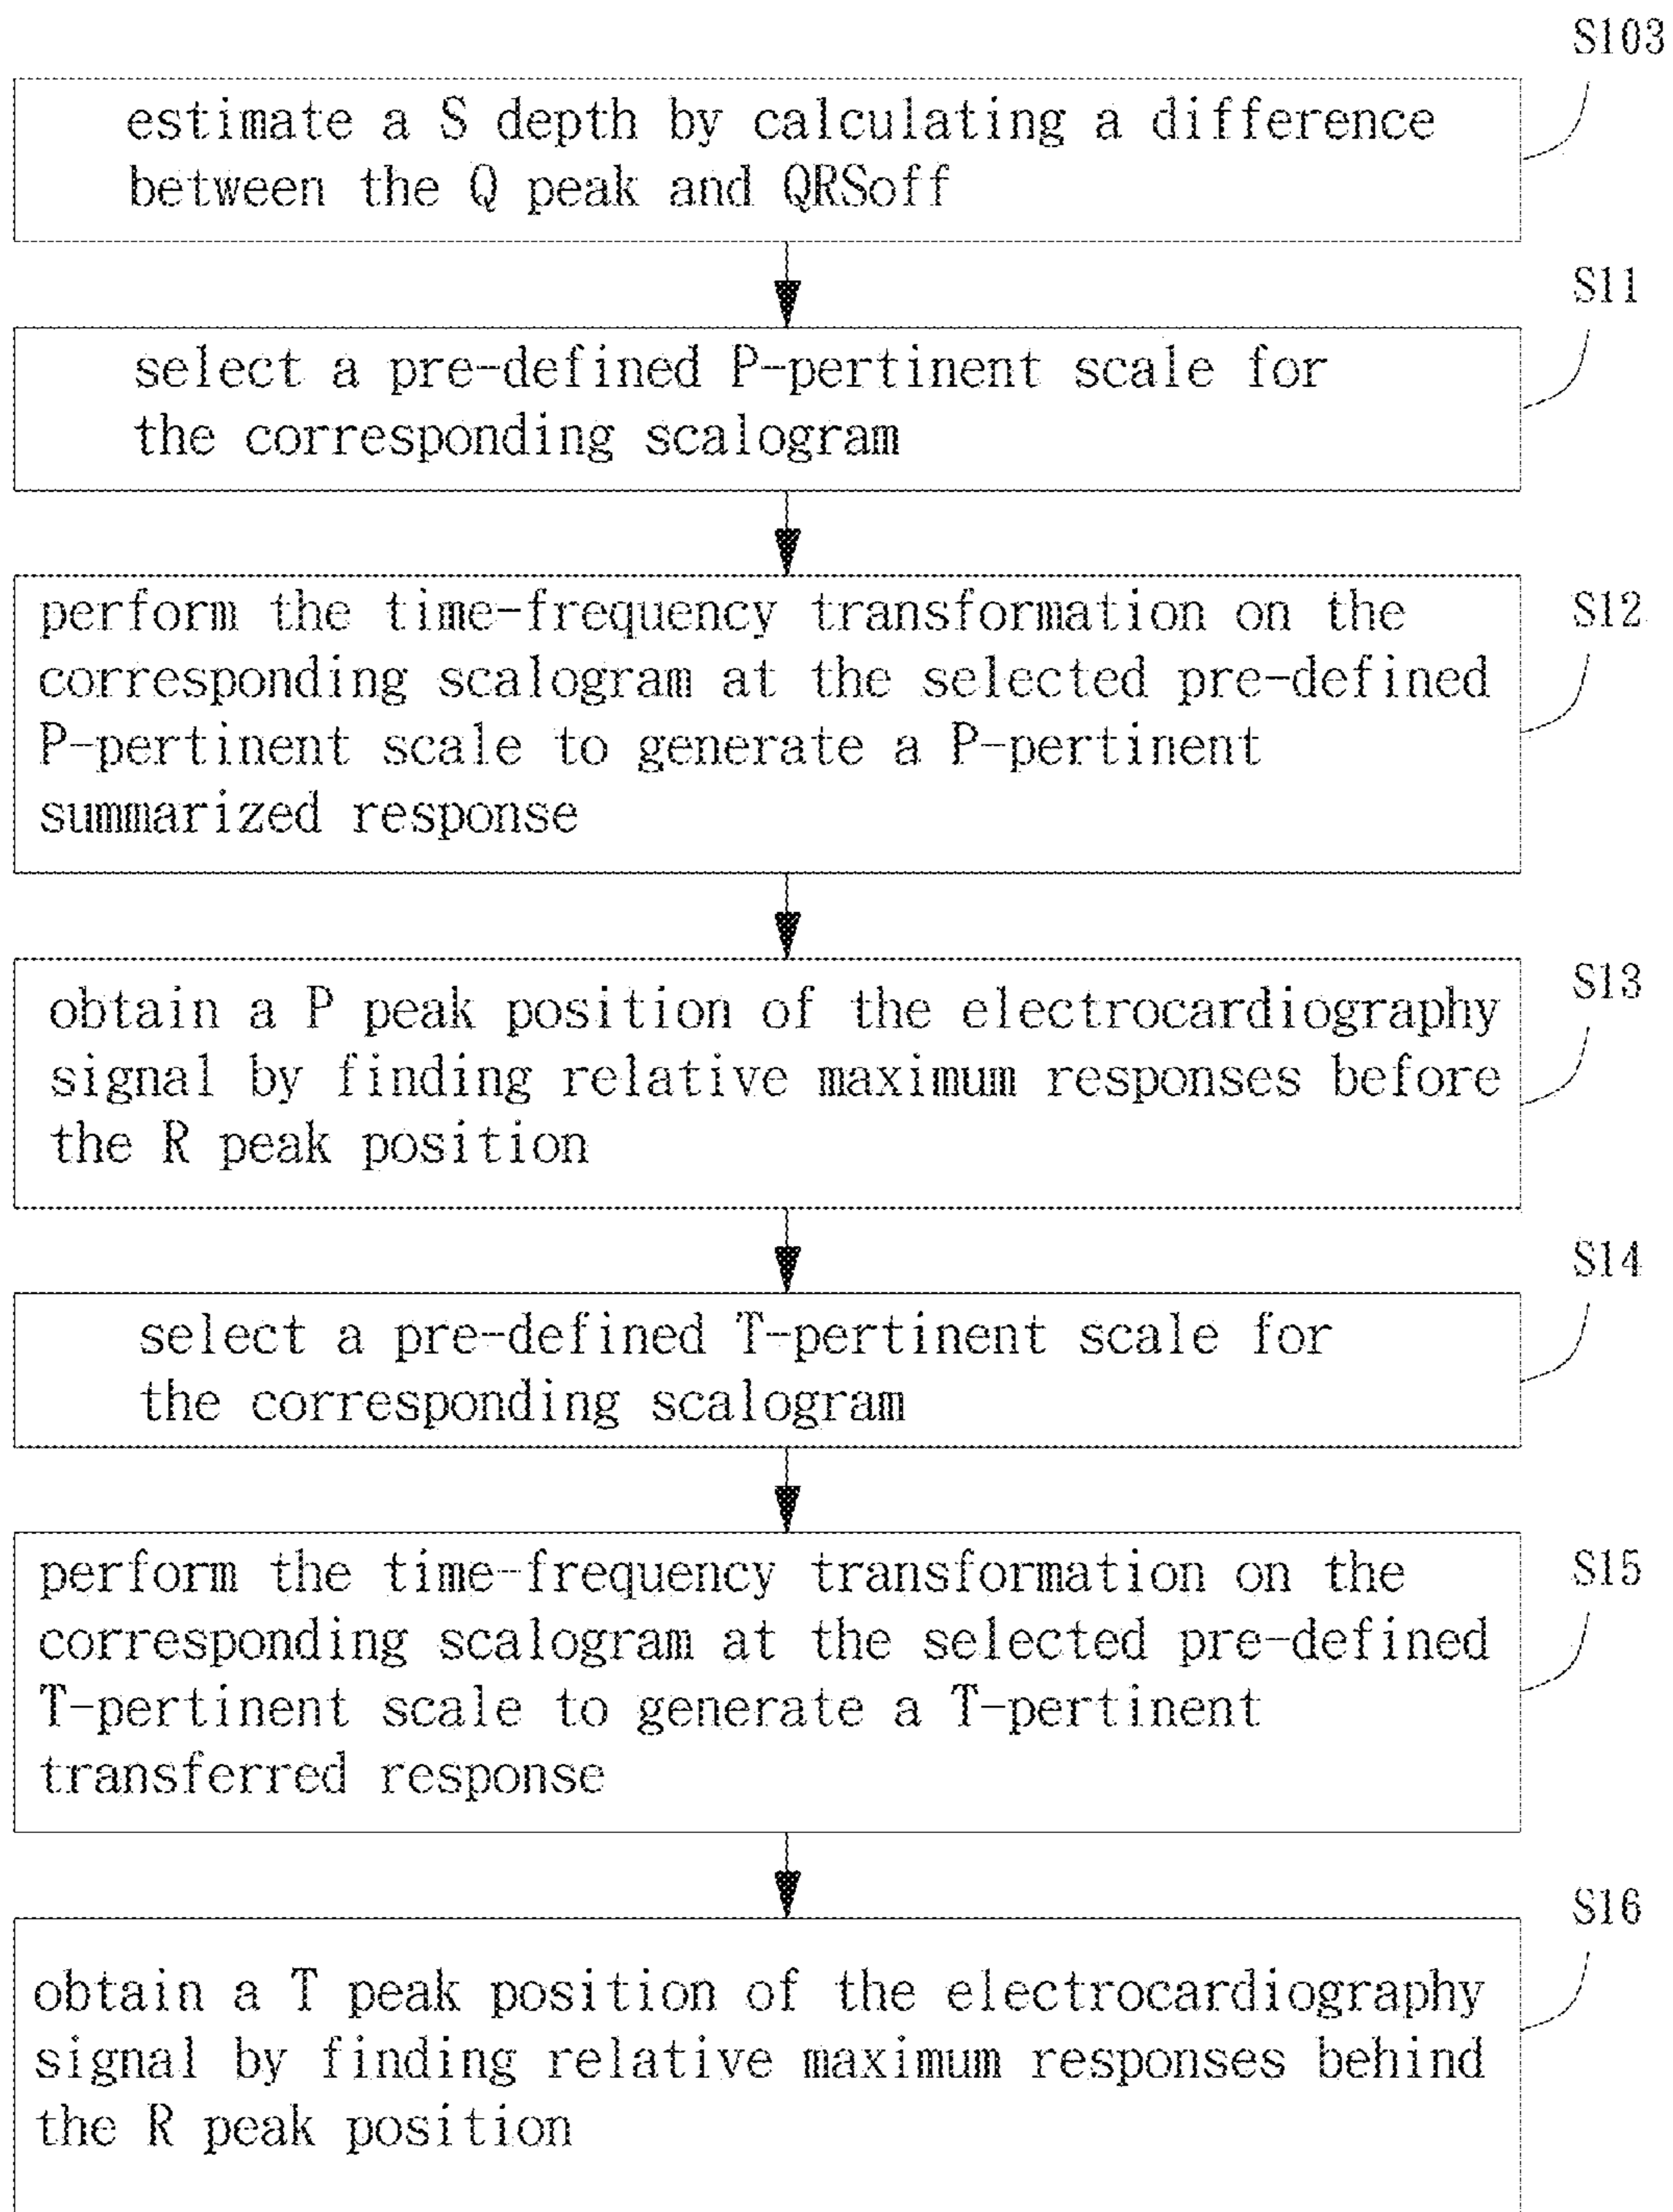 S103
estimate a S depth by calculating a difference
between the Q peak and QRSoff
S11
select a pre-defined P-pertinent scale for
the corresponding scalogram
S12
perform the time-frequency transformation on the
corresponding scalogram at the selected pre-defined
P-pertinent scale to generate a P-pertinent
summarized response
S13
obtain a P peak position of the electrocardiography
signal by finding relative maximum responses before
the R peak position
S14
select a pre-defined T-pertinent scale for
the corresponding scalogram
S15
perform the time-frequency transformation on the
corresponding scalogram at the selected pre-defined
T-pertinent scale to generate a T-pertinent
transferred response
S16
obtain a T peak position of the electrocardiography
signal by finding relative maximum responses behind
the R peak position